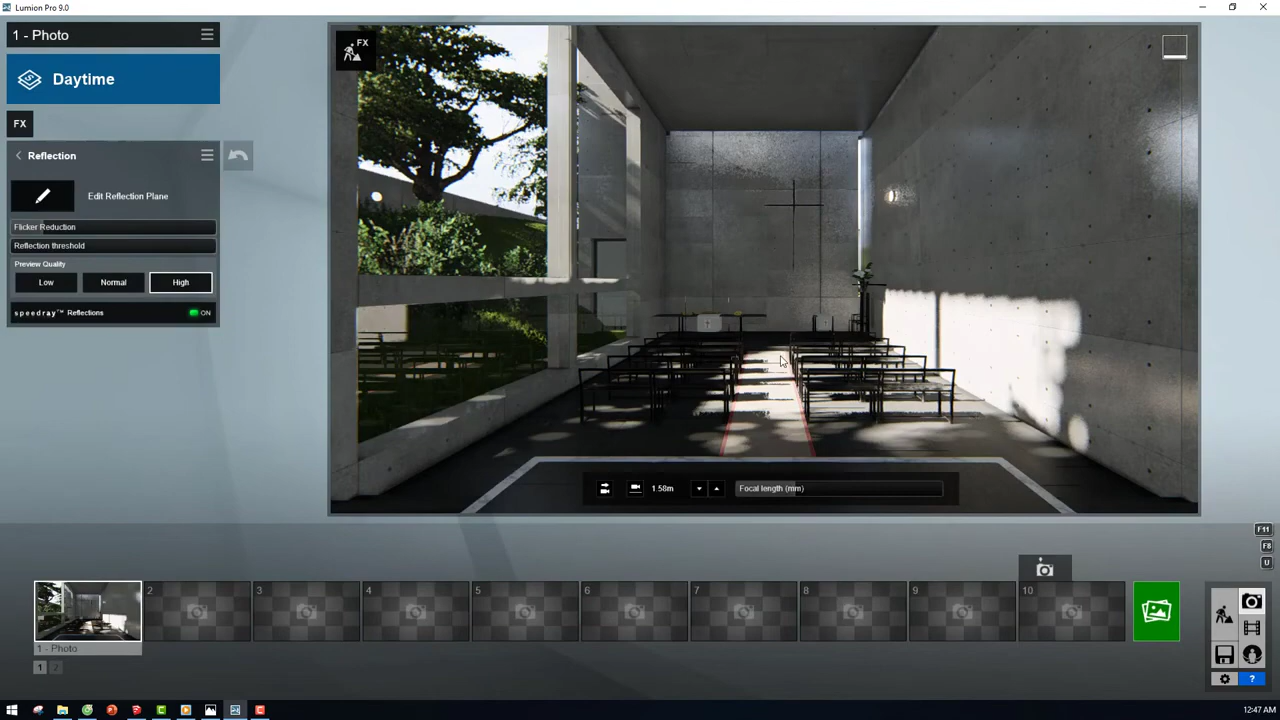 Lumion Pro 9.0
1 - Photo
FX
Daytime
FX
Reflection
Edit Reflection Plane
Flicker Reduction
Reflection threshold
Preview Quality
Low Normal High
speedray™ Reflections ON
1.58m Focal length (mm)
F11
F8
U
2 3 4 5 6 7 8 9 10
1 - Photo
1 2
?
12:47 AM